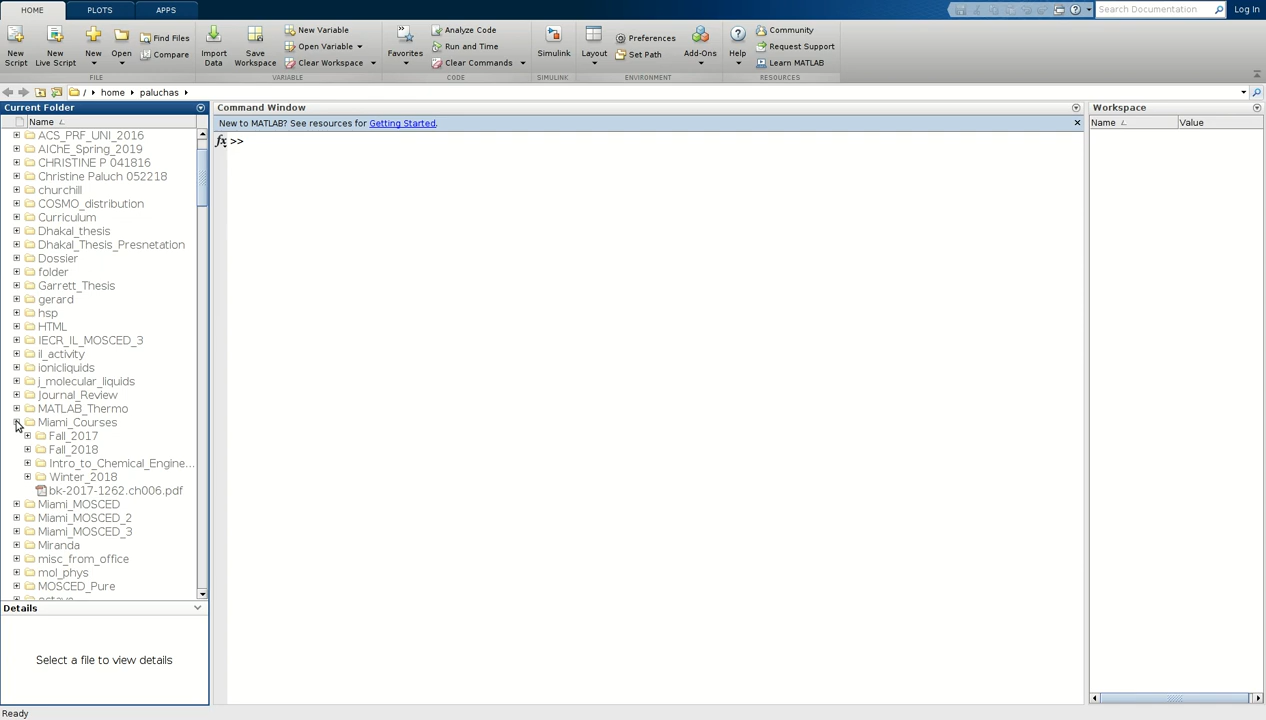 HOME PLOTS APPS
Search Documentation Log In
New Script
New Live Script
New
Open
Find Files
Compare
Import Data
Save Workspace
New Variable
Open Variable
Clear Workspace
Favorites
Analyze Code
Run and Time
Clear Commands
Simulink
Layout
Preferences
Set Path
Add-Ons
Help
Community
Request Support
Learn MATLAB
FILE VARIABLE CODE SIMULINK ENVIRONMENT RESOURCES
/ home paluchas
Current Folder
Name
ACS_PRF_UNI_2016
AIChE_Spring_2019
CHRISTINE P 041816
Christine Paluch 052218
churchill
COSMO_distribution
Curriculum
Dhakal_thesis
Dhakal_Thesis_Presnetation
Dossier
folder
Garrett_Thesis
gerard
hsp
HTML
IECR_IL_MOSCED_3
il_activity
ionicliquids
j_molecular_liquids
Journal_Review
MATLAB_Thermo
Miami_Courses
Fall_2017
Fall_2018
Intro_to_Chemical_Engine...
Winter_2018
bk-2017-1262.ch006.pdf
Miami_MOSCED
Miami_MOSCED_2
Miami_MOSCED_3
Miranda
misc_from_office
mol_phys
MOSCED_Pure
Details
Select a file to view details
Command Window
New to MATLAB? See resources for Getting Started.
fx >>
Workspace
Name Value
Ready